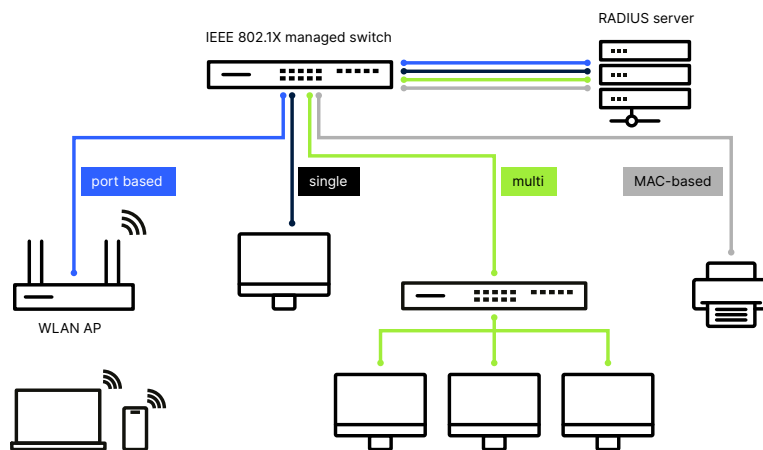 RADIUS server
IEEE 802.1X managed switch
port based
single
multi
MAC-based
WLAN AP